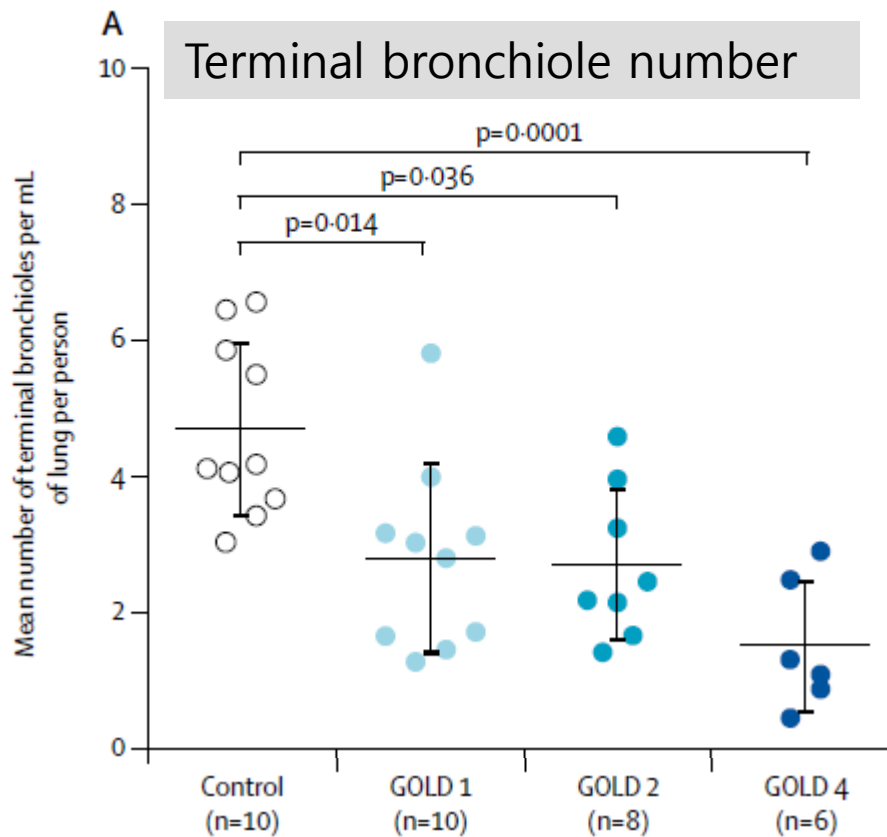 A
Terminal bronchiole number
10
8
6
4
2
0
Mean number of terminal bronchioles per mL
of lung per person
p=0·0001
p=0·036
p=0·014
Control
(n=10)
GOLD 1
(n=10)
GOLD 2
(n=8)
GOLD 4
(n=6)